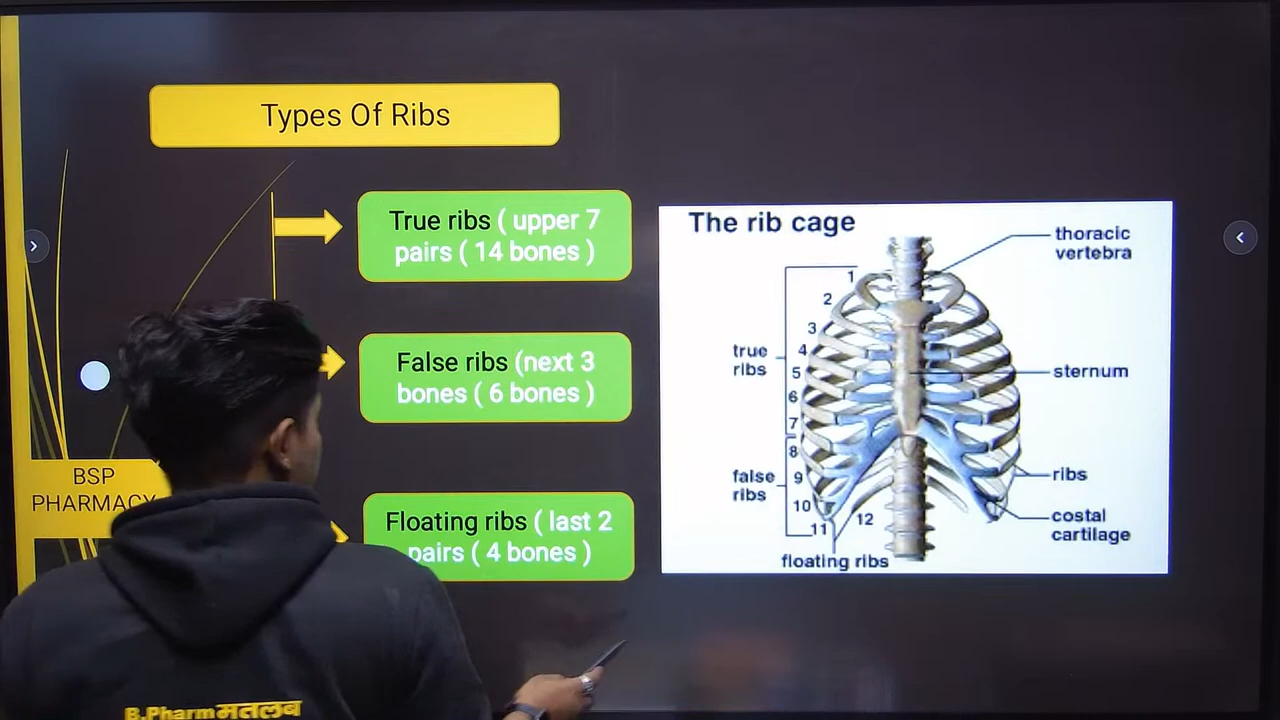 Types Of Ribs
True ribs ( upper 7
pairs ( 14 bones )
False ribs (next 3
bones ( 6 bones )
Floating ribs ( last 2
pairs ( 4 bones )
BSP
PHARMACY
The rib cage
thoracic
vertebra
1
2
3
4
5
6
7
8
9
10
11
12
true
ribs
false
ribs
sternum
ribs
costal
cartilage
floating ribs
B.Pharm मतलब